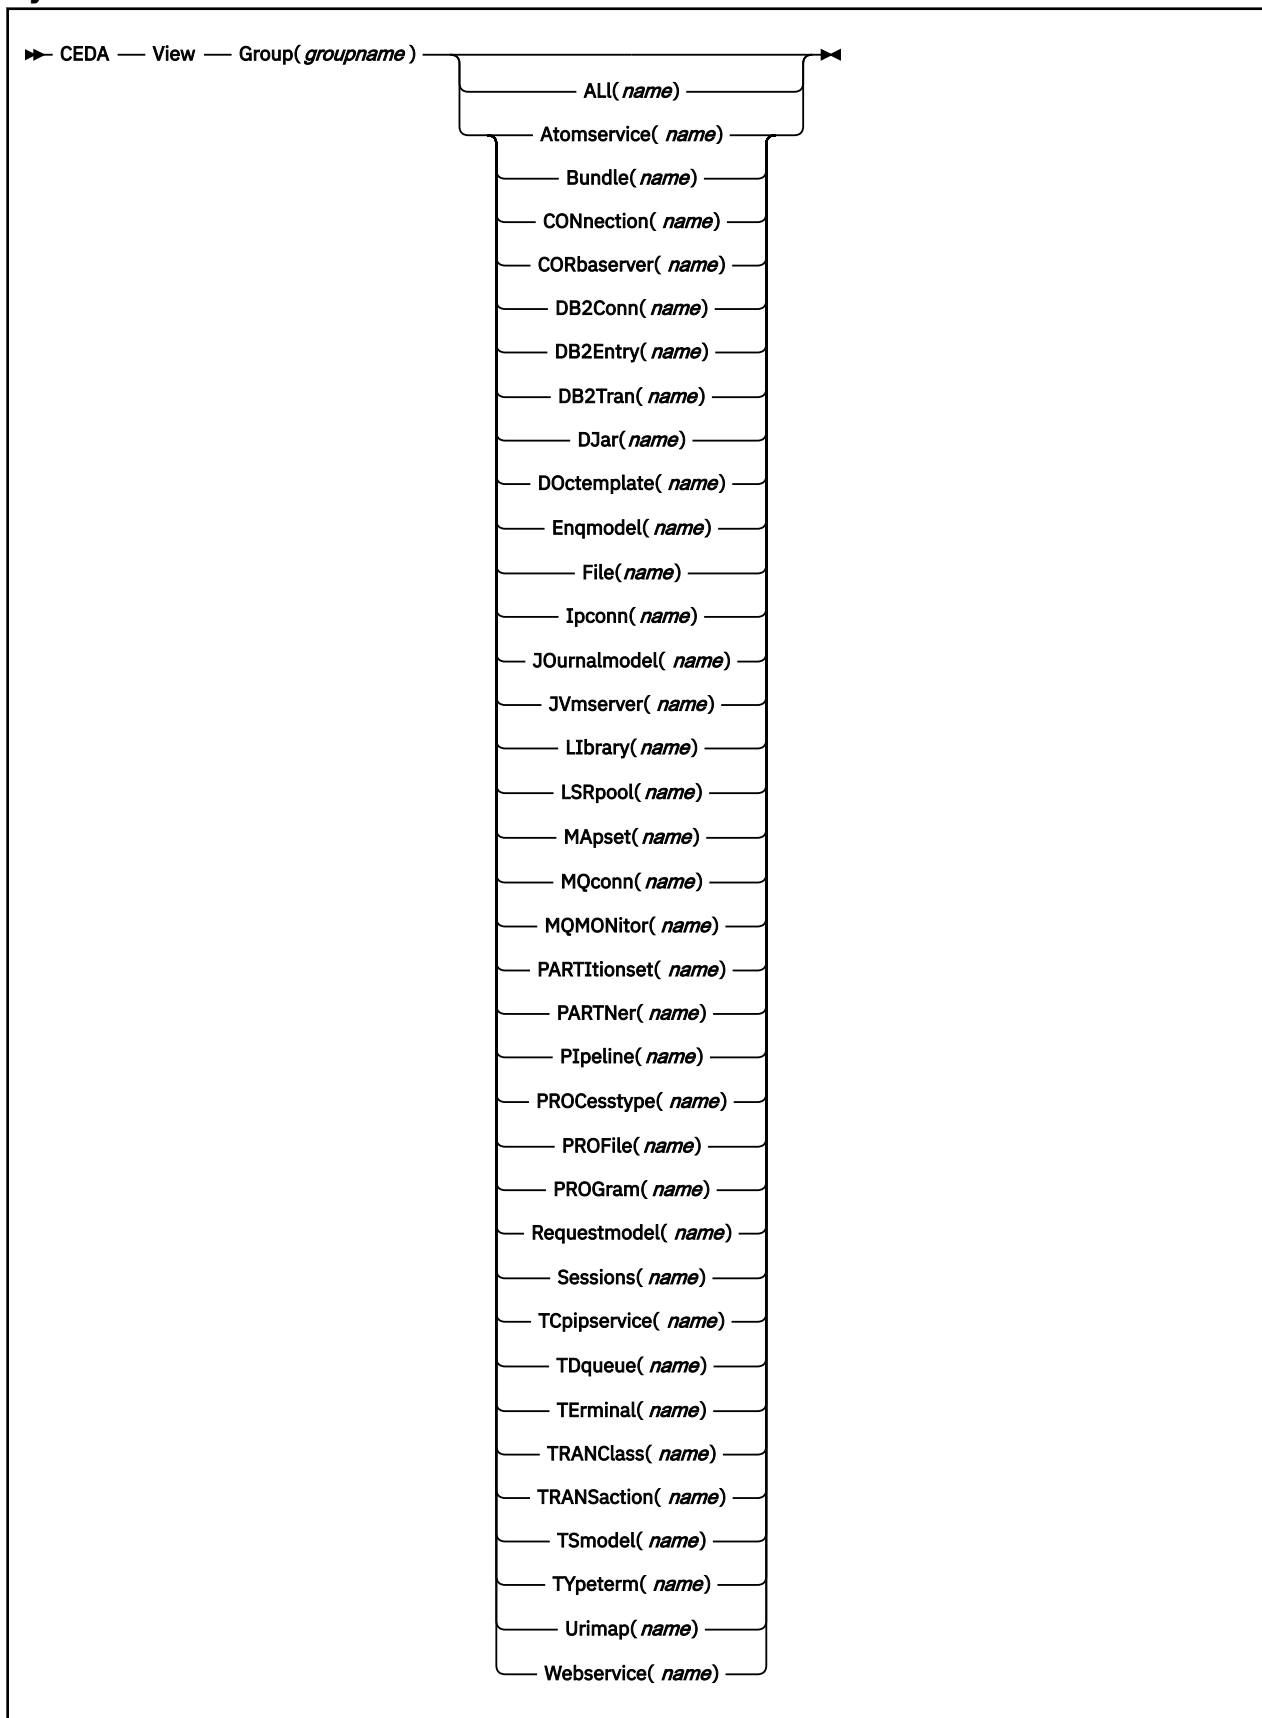 CEDA View Group( groupname )
ALl( name)
Atomservice( name)
Bundle( name)
CONnection( name)
CORbaserver( name)
DB2Conn( name)
DB2Entry( name)
DB2Tran( name)
DJar( name)
DOctemplate( name)
Enqmodel( name)
File( name)
Ipconn( name)
JOurnalmodel( name)
JVmserver( name)
LIbrary( name)
LSRpool( name)
MApset( name)
MQconn( name)
MQMONitor( name)
PARTItionset( name)
PARTNer( name)
PIpeline( name)
PROCesstype( name)
PROFile( name)
PROGram( name)
Requestmodel( name)
Sessions( name)
TCpipservice( name)
TDqueue( name)
TErminal( name)
TRANClass( name)
TRANSaction( name)
TSmodel( name)
TYpeterm( name)
Urimap( name)
Webservice( name)